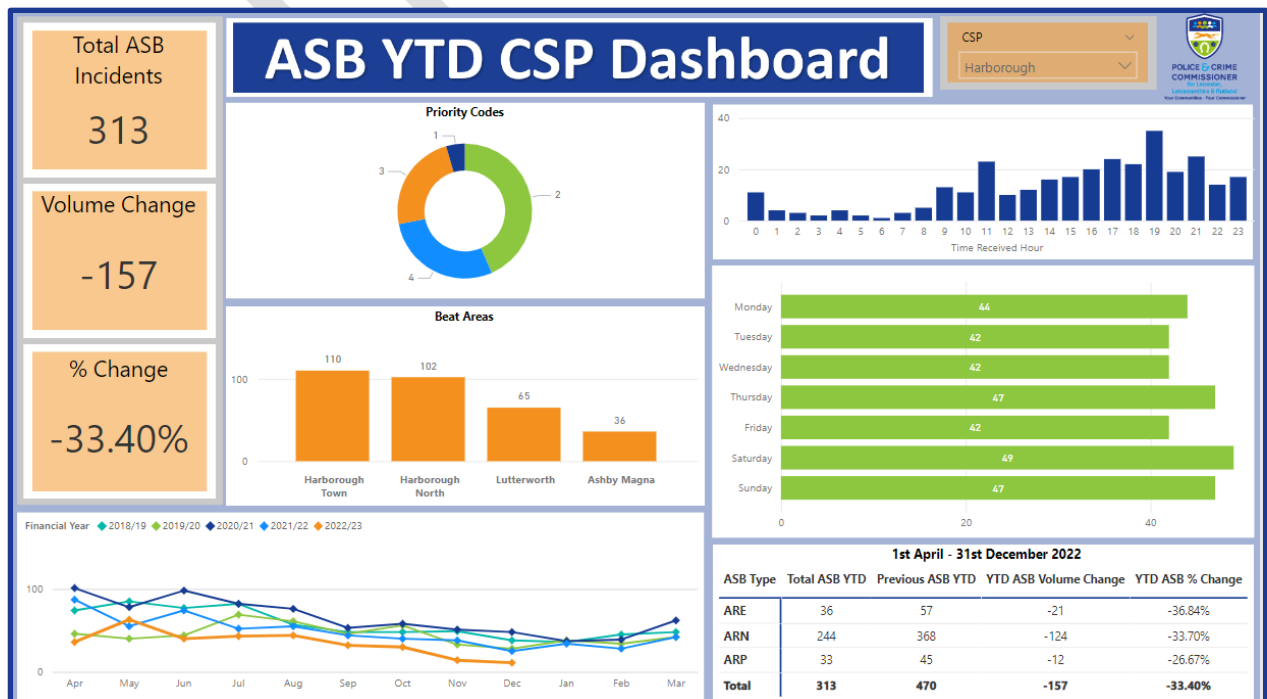 Total ASB
Incidents
313
Volume Change
-157
% Change
-33.40%
ASB YTD CSP Dashboard
CSP
Harborough
POLICE & CRIME
COMMISSIONER
for Leicester,
Leicestershire & Rutland
Your Communities - Your Commissioner
Priority Codes
1
3
2
4
40
20
0
0 1 2 3 4 5 6 7 8 9 10 11 12 13 14 15 16 17 18 19 20 21 22 23
Time Received Hour
Beat Areas
110
102
65
36
100
0
Harborough
Town
Harborough
North
Lutterworth
Ashby Magna
Monday 44
Tuesday 42
Wednesday 42
Thursday 47
Friday 42
Saturday 49
Sunday 47
0 20 40
Financial Year 2018/19 2019/20 2020/21 2021/22 2022/23
100
0
Apr May Jun Jul Aug Sep Oct Nov Dec Jan Feb Mar
1st April - 31st December 2022
ASB Type Total ASB YTD Previous ASB YTD YTD ASB Volume Change YTD ASB % Change
ARE 36 57 -21 -36.84%
ARN 244 368 -124 -33.70%
ARP 33 45 -12 -26.67%
Total 313 470 -157 -33.40%